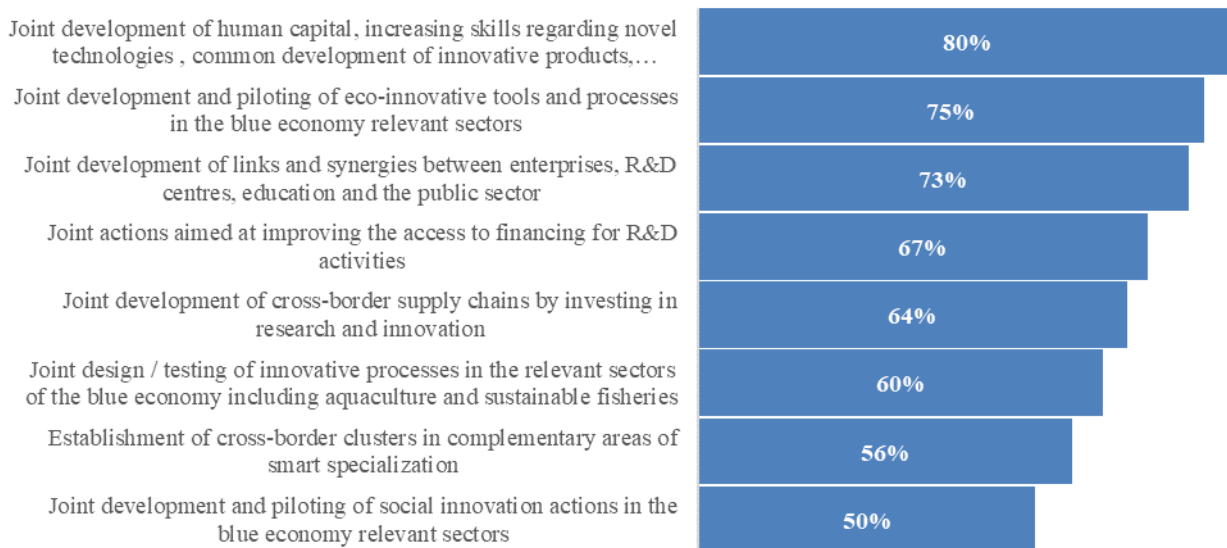 Joint development of human capital, increasing skills regarding novel
technologies , common development of innovative products,…
80%
Joint development and piloting of eco-innovative tools and processes
in the blue economy relevant sectors
75%
Joint development of links and synergies between enterprises, R&D
centres, education and the public sector
73%
Joint actions aimed at improving the access to financing for R&D
activities
67%
Joint development of cross-border supply chains by investing in
research and innovation
64%
Joint design / testing of innovative processes in the relevant sectors
of the blue economy including aquaculture and sustainable fisheries
60%
Establishment of cross-border clusters in complementary areas of
smart specialization
56%
Joint development and piloting of social innovation actions in the
blue economy relevant sectors
50%